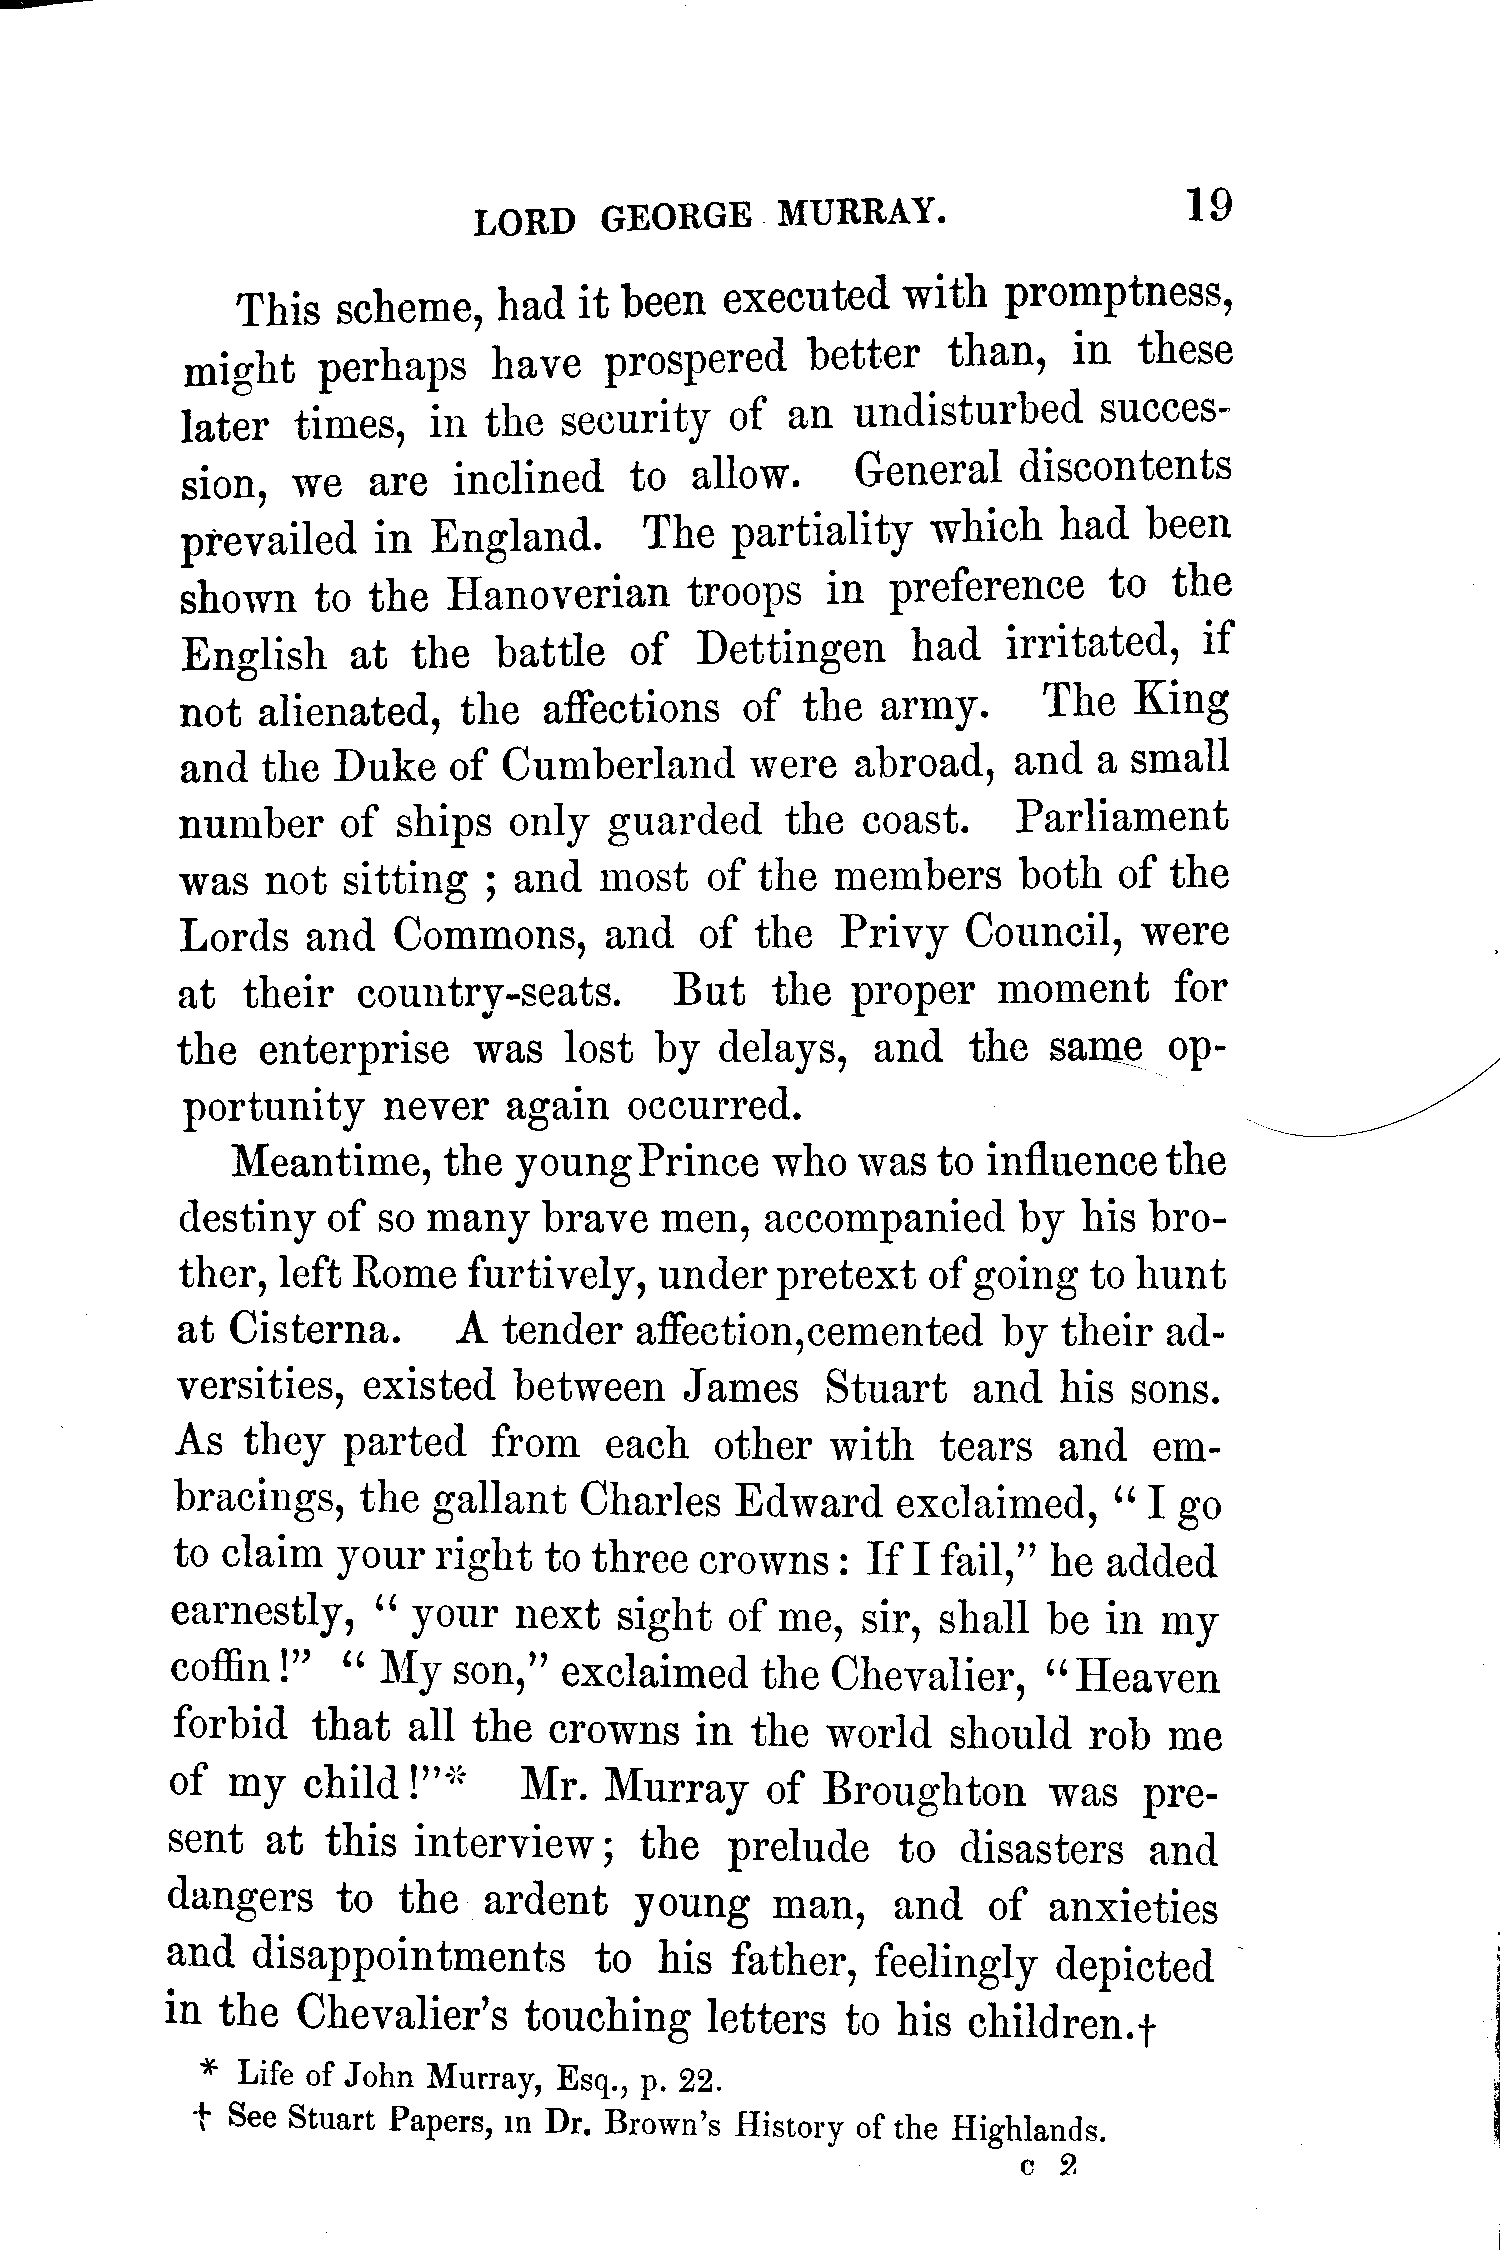 LORD GEORGE MURRAY. 19
This scheme, had it been executed with promptness,
might perhaps have prospered better than, in these
later times, in the security of an undisturbed succes-
sion, we are inclined to allow. General discontents
prevailed in England. The partiality which had been
shown to the Hanoverian troops in preference to the
English at the battle of Dettingen had irritated, if
not alienated, the affections of the army. The King
and the Duke of Cumberland were abroad, and a small
number of ships only guarded the coast. Parliament
was not sitting ; and most of the members both of the
Lords and Commons, and of the Privy Council, were
at their country-seats. But the proper moment for
the enterprise was lost by delays, and the same op-
portunity never again occurred.
Meantime, the young Prince who was to influence the
destiny of so many brave men, accompanied by his bro-
ther, left Rome furtively, under pretext of going to hunt
at Cisterna. A tender affection, cemented by their ad-
versities, existed between James Stuart and his sons.
As they parted from each other with tears and em-
bracings, the gallant Charles Edward exclaimed, “ I go
to claim your right to three crowns : If I fail,” he added
earnestly, “ your next sight of me, sir, shall be in my
coffin !” “ My son,” exclaimed the Chevalier, “ Heaven
forbid that all the crowns in the world should rob me
of my child !”* Mr. Murray of Broughton was pre-
sent at this interview ; the prelude to disasters and
dangers to the ardent young man, and of anxieties
and disappointments to his father, feelingly depicted
in the Chevalier’s touching letters to his children.†
* Life of John Murray, Esq., p. 22.
† See Stuart Papers, in Dr. Brown’s History of the Highlands.
C 2